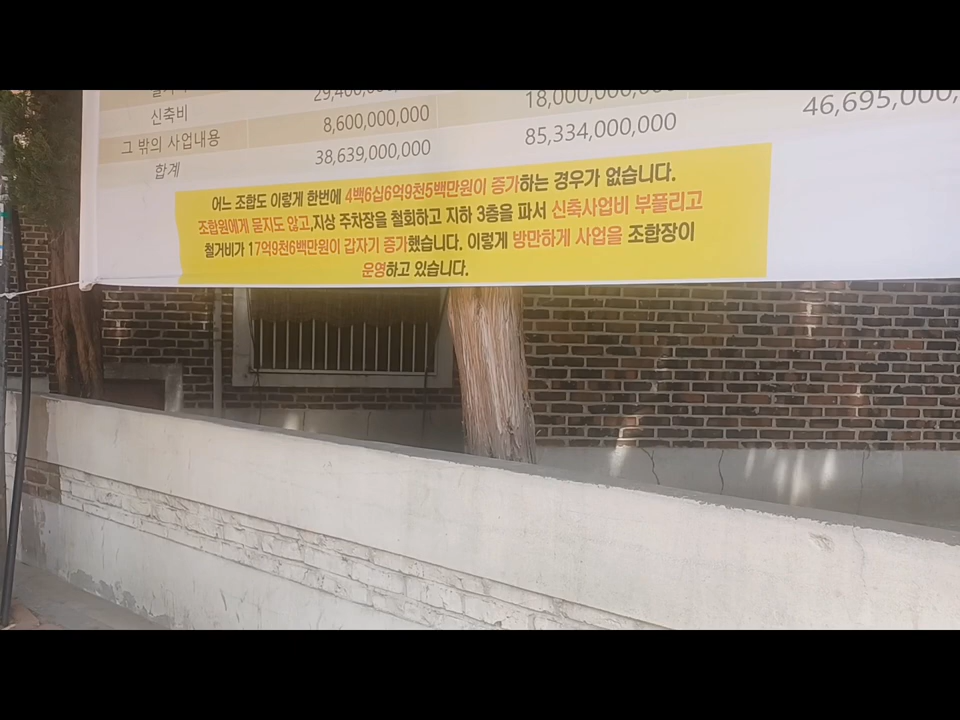 신축비 8,600,000,000 18,000,000,000 46,695,000,
그 밖의 사업내용
합계 38,639,000,000 85,334,000,000
어느 조합도 이렇게 한번에 4백6십6억9천5백만원이 증가하는 경우가 없습니다.
조합원에게 묻지도 않고,지상 주차장을 철회하고 지하 3층을 파서 신축사업비 부풀리고
철거비가 17억9천6백만원이 갑자기 증가했습니다. 이렇게 방만하게 사업을 조합장이
운영하고 있습니다.